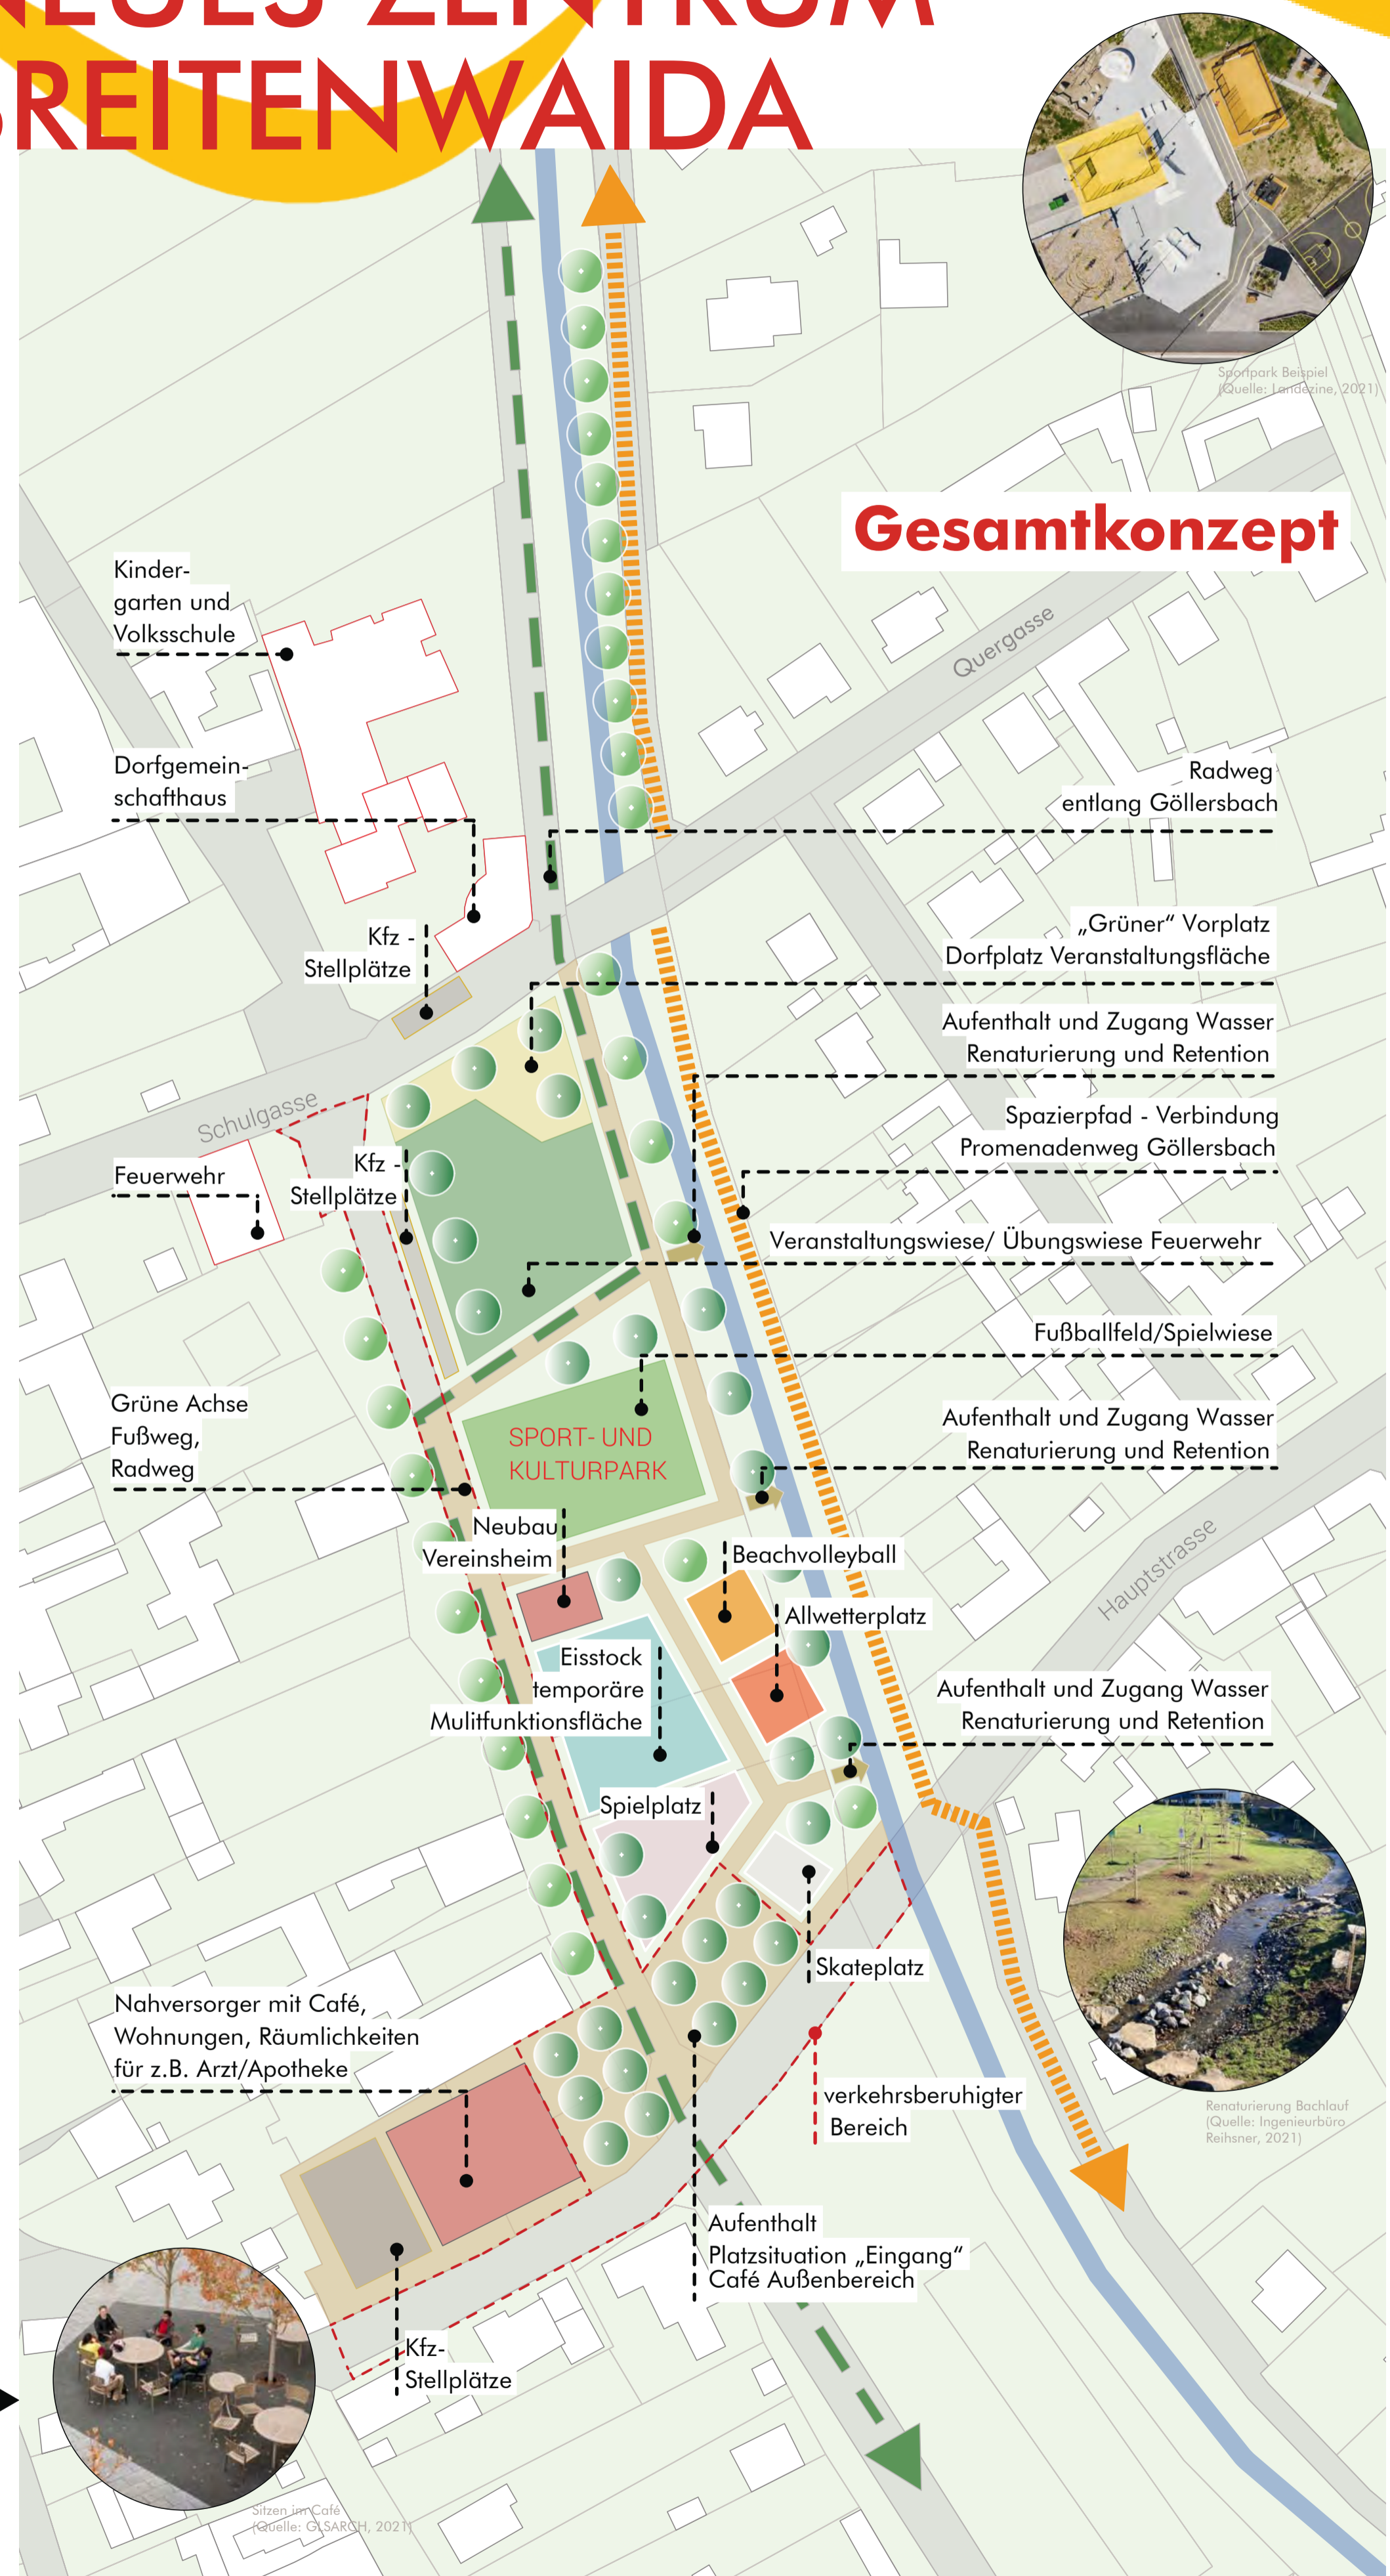 NEUES ZENTRUM
BREITENWAIDA
Sportpark Beispiel
(Quelle: Landezine, 2021)
Gesamtkonzept
Kinder-
garten und
Volksschule
Quergasse
Dorfgemein-
schafthaus
Radweg
entlang Göllersbach
Kfz -
Stellplätze
„Grüner“ Vorplatz
Dorfplatz Veranstaltungsfläche
Aufenthalt und Zugang Wasser
Renaturierung und Retention
Schulgasse
Spazierpfad - Verbindung
Promenadenweg Göllersbach
Feuerwehr
Kfz -
Stellplätze
Veranstaltungswiese/ Übungswiese Feuerwehr
Fußballfeld/Spielwiese
Grüne Achse
Fußweg,
Radweg
SPORT- UND
KULTURPARK
Aufenthalt und Zugang Wasser
Renaturierung und Retention
Neubau
Vereinsheim
Beachvolleyball
Hauptstrasse
Allwetterplatz
Eisstock
temporäre
Mulitfunktionsfläche
Aufenthalt und Zugang Wasser
Renaturierung und Retention
Spielplatz
Skateplatz
Nahversorger mit Café,
Wohnungen, Räumlichkeiten
für z.B. Arzt/Apotheke
verkehrsberuhigter
Bereich
Renaturierung Bachlauf
(Quelle: Ingenieurbüro
Reihsner, 2021)
Aufenthalt
Platzsituation „Eingang“
Café Außenbereich
Kfz-
Stellplätze
Sitzen im Café
(Quelle: GLSARCH, 2021)